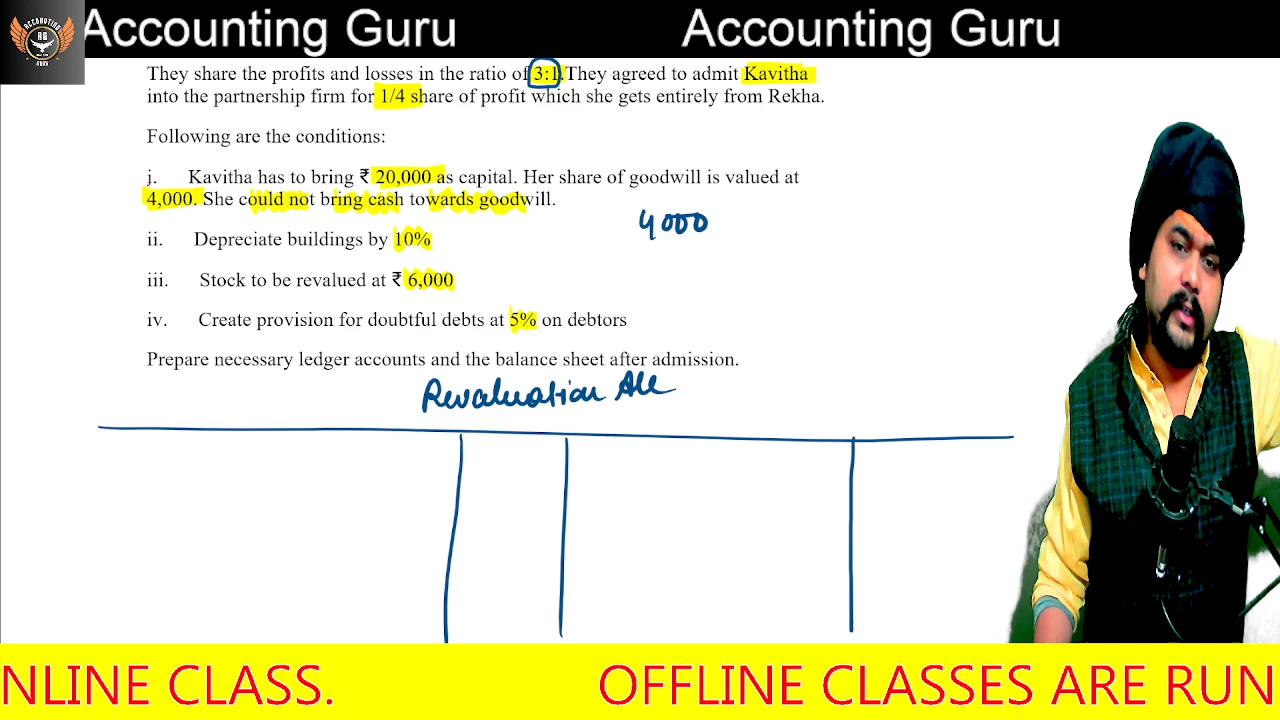 Accounting Guru Accounting Guru
ACCOUNTING
AG
GURU
They share the profits and losses in the ratio of 3:1. They agreed to admit Kavitha
into the partnership firm for 1/4 share of profit which she gets entirely from Rekha.
Following are the conditions:
j. Kavitha has to bring ₹ 20,000 as capital. Her share of goodwill is valued at
4,000. She could not bring cash towards goodwill.
4000
ii. Depreciate buildings by 10%
iii. Stock to be revalued at ₹ 6,000
iv. Create provision for doubtful debts at 5% on debtors
Prepare necessary ledger accounts and the balance sheet after admission.
Revaluation A/c
NLINE CLASS. OFFLINE CLASSES ARE RUN